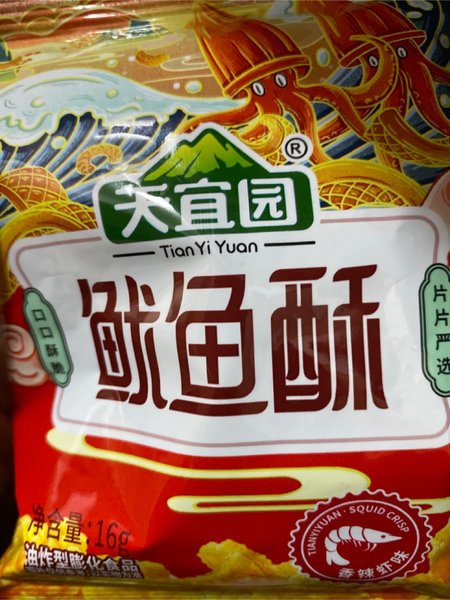 天宜园®
TianYi Yuan
鱿鱼酥
口口酥脆
片片严选
净含量:16g
油炸型膨化食品
TIANYIYUAN · SQUID CRISP
香辣虾味